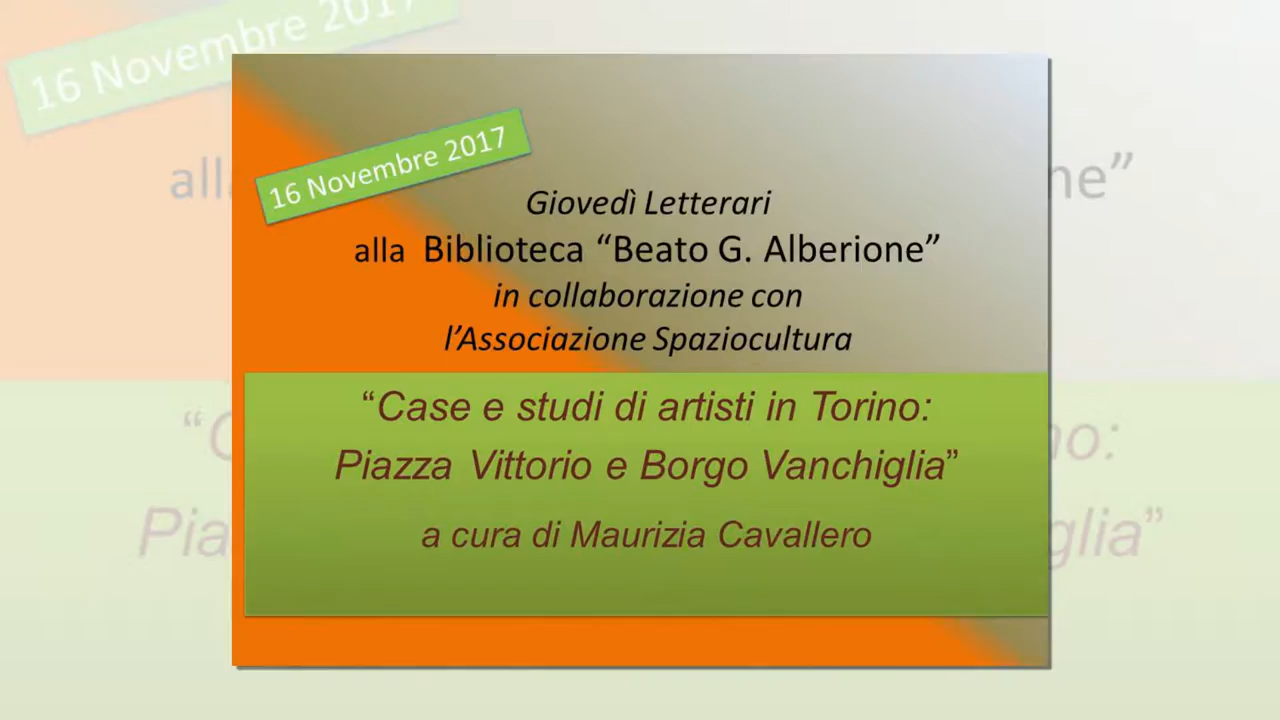 16 Novembre 2017
Giovedì Letterari
alla Biblioteca “Beato G. Alberione”
in collaborazione con
l’Associazione Spaziocultura
“Case e studi di artisti in Torino:
Piazza Vittorio e Borgo Vanchiglia”
a cura di Maurizia Cavallero